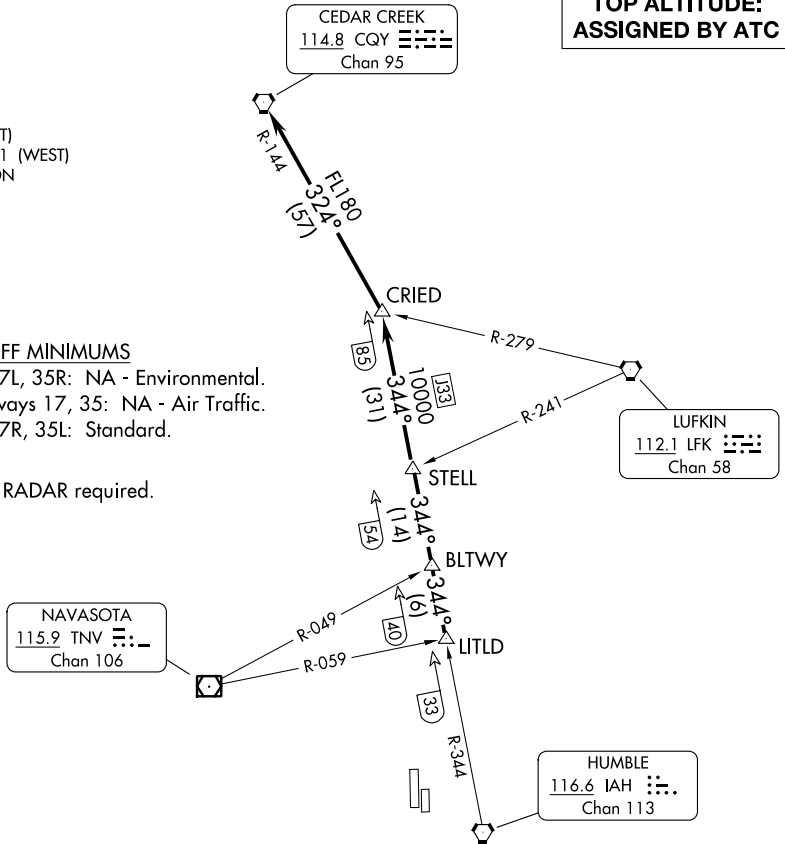 TOP ALTITUDE:
ASSIGNED BY ATC
CEDAR CREEK
114.8 CQY
Chan 95
T)
1 (WEST)
ON
R-144
FL180
324°
(57)
CRIED
R-279
85
10000
344°
(31)
J33
R-241
FF MINIMUMS
7L, 35R: NA - Environmental.
ways 17, 35: NA - Air Traffic.
7R, 35L: Standard.
LUFKIN
112.1 LFK
Chan 58
STELL
RADAR required.
54
344°
(14)
BLTWY
NAVASOTA
115.9 TNV
Chan 106
R-049
40
344°
(6)
LITLD
R-059
33
R-344
HUMBLE
116.6 IAH
Chan 113